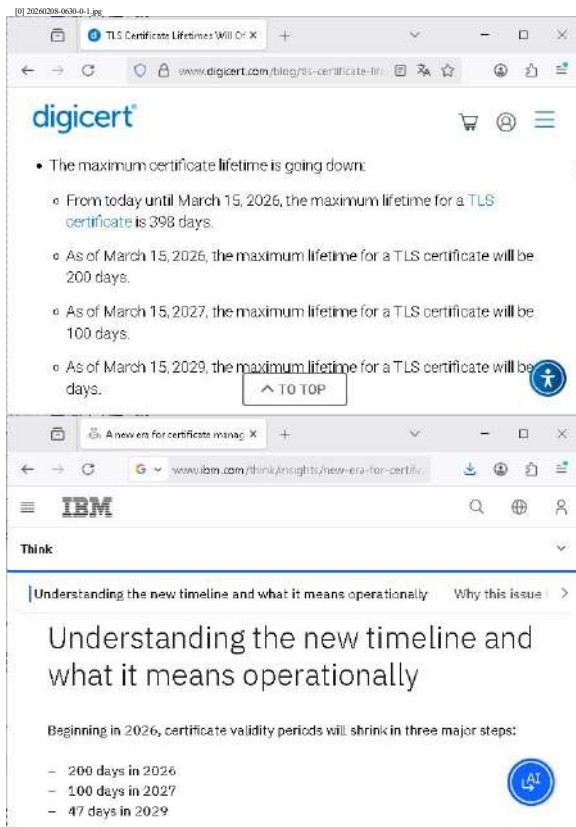 [0] 20260208-0630-0-1.jpg
TLS Certificate Lifetimes Will Of
www.digicert.com/blog/tls-certificate-life
digicert
• The maximum certificate lifetime is going down:
From today until March 15, 2026, the maximum lifetime for a TLS
certificate is 398 days.
As of March 15, 2026, the maximum lifetime for a TLS certificate will be
200 days.
As of March 15, 2027, the maximum lifetime for a TLS certificate will be
100 days.
As of March 15, 2029, the maximum lifetime for a TLS certificate will be
days.
TO TOP
A new era for certificate manag
www.ibm.com/think/insights/new-era-for-certific
IBM
Think
Understanding the new timeline and what it means operationally Why this issue
Understanding the new timeline and
what it means operationally
Beginning in 2026, certificate validity periods will shrink in three major steps:
– 200 days in 2026
– 100 days in 2027
– 47 days in 2029
AI